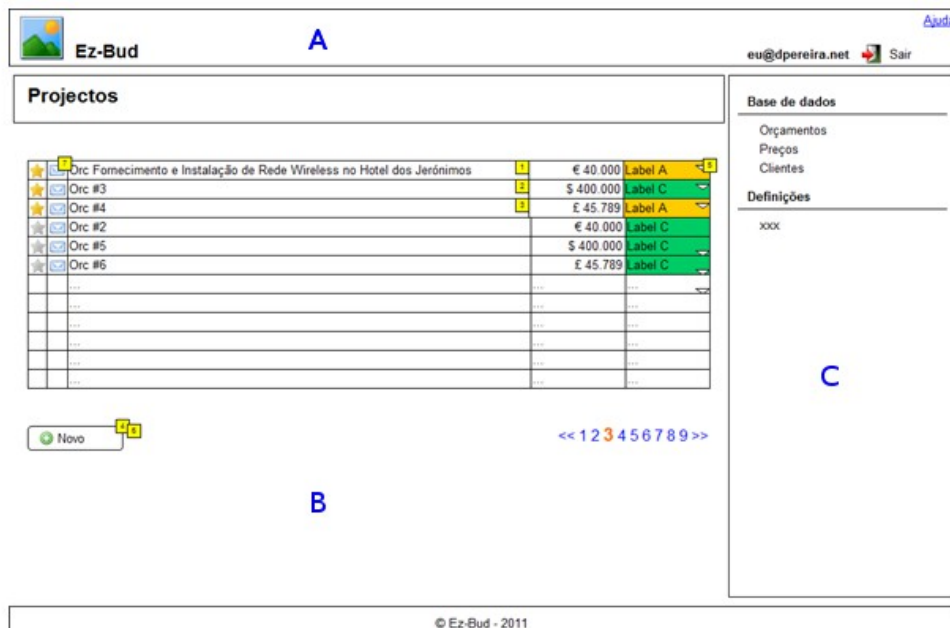 Ajuda
Ez-Bud
A
eu@dpereira.net Sair
Projectos
7 Orc Fornecimento e Instalação de Rede Wireless no Hotel dos Jerónimos 1 € 40.000 Label A 5
Orc #3 2 $ 400.000 Label C
Orc #4 3 £ 45.789 Label A
Orc #2 € 40.000 Label C
Orc #5 $ 400.000 Label C
Orc #6 £ 45.789 Label C
... ... ...
... ... ...
... ... ...
... ... ...
... ... ...
... ... ...
Novo 4 6
<< 1 2 3 4 5 6 7 8 9 >>
B
Base de dados
Orçamentos
Preços
Clientes
Definições
xxx
C
© Ez-Bud - 2011